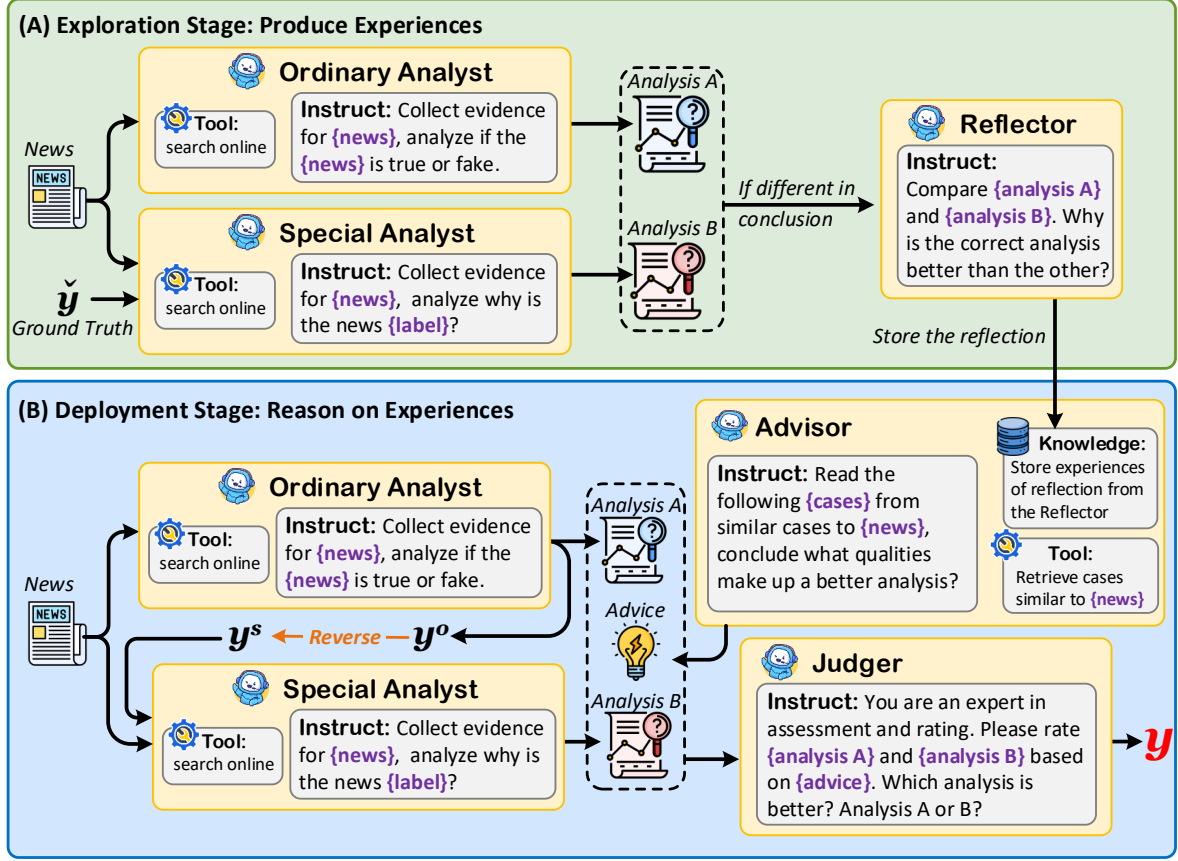 (A) Exploration Stage: Produce Experiences
News
NEWS
y̌
Ground Truth
Ordinary Analyst
Tool:
search online
Instruct: Collect evidence
for {news}, analyze if the
{news} is true or fake.
Special Analyst
Tool:
search online
Instruct: Collect evidence
for {news}, analyze why is
the news {label}?
Analysis A
?
Analysis B
?
If different in
conclusion
Reflector
Instruct:
Compare {analysis A}
and {analysis B}. Why
is the correct analysis
better than the other?
Store the reflection
(B) Deployment Stage: Reason on Experiences
News
NEWS
Ordinary Analyst
Tool:
search online
Instruct: Collect evidence
for {news}, analyze if the
{news} is true or fake.
yˢ Reverse yᵒ
Special Analyst
Tool:
search online
Instruct: Collect evidence
for {news}, analyze why is
the news {label}?
Analysis A
?
Advice
Analysis B
?
Advisor
Instruct: Read the
following {cases} from
similar cases to {news},
conclude what qualities
make up a better analysis?
Knowledge:
Store experiences
of reflection from
the Reflector
Tool:
Retrieve cases
similar to {news}
Judger
Instruct: You are an expert in
assessment and rating. Please rate
{analysis A} and {analysis B} based
on {advice}. Which analysis is
better? Analysis A or B?
y